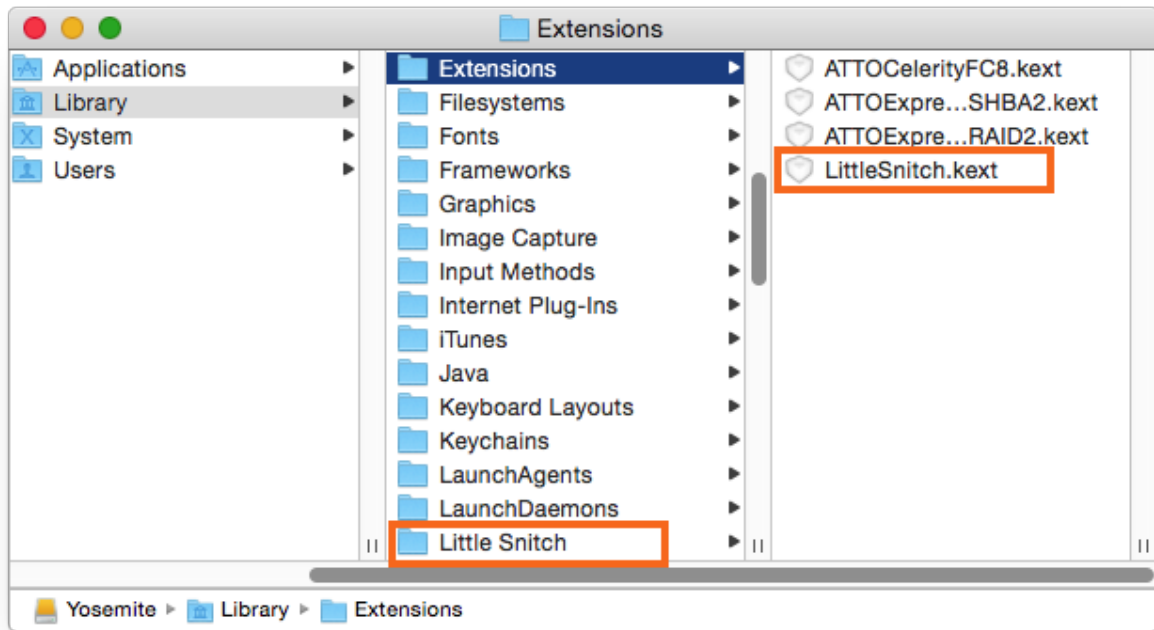 Extensions
Applications
Library
System
Users
Extensions
Filesystems
Fonts
Frameworks
Graphics
Image Capture
Input Methods
Internet Plug-Ins
iTunes
Java
Keyboard Layouts
Keychains
LaunchAgents
LaunchDaemons
Little Snitch
ATTOCelerityFC8.kext
ATTOExpre...SHBA2.kext
ATTOExpre...RAID2.kext
LittleSnitch.kext
Yosemite Library Extensions